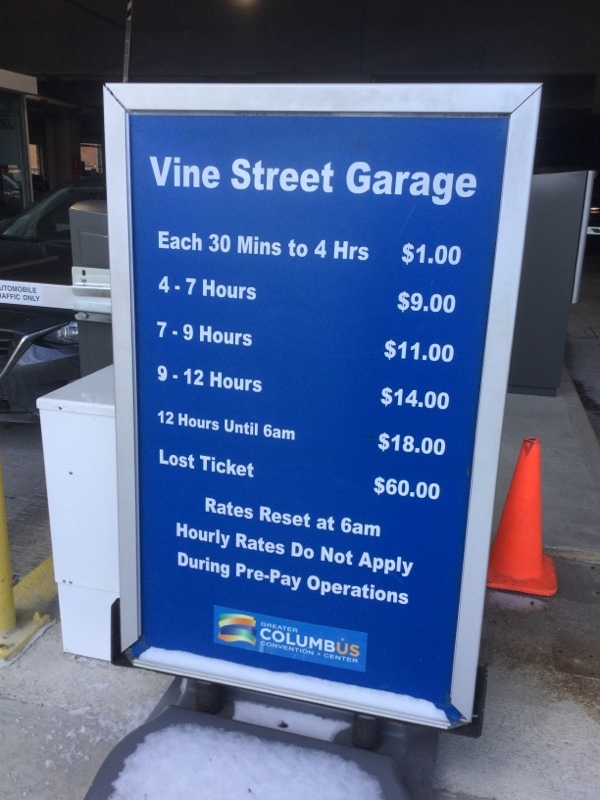 Vine Street Garage
Each 30 Mins to 4 Hrs $1.00
4 - 7 Hours $9.00
7 - 9 Hours $11.00
9 - 12 Hours $14.00
12 Hours Until 6am $18.00
Lost Ticket $60.00
Rates Reset at 6am
Hourly Rates Do Not Apply
During Pre-Pay Operations
GREATER
COLUMBUS
CONVENTION + CENTER
UTOMOBILE
AFFIC ONLY